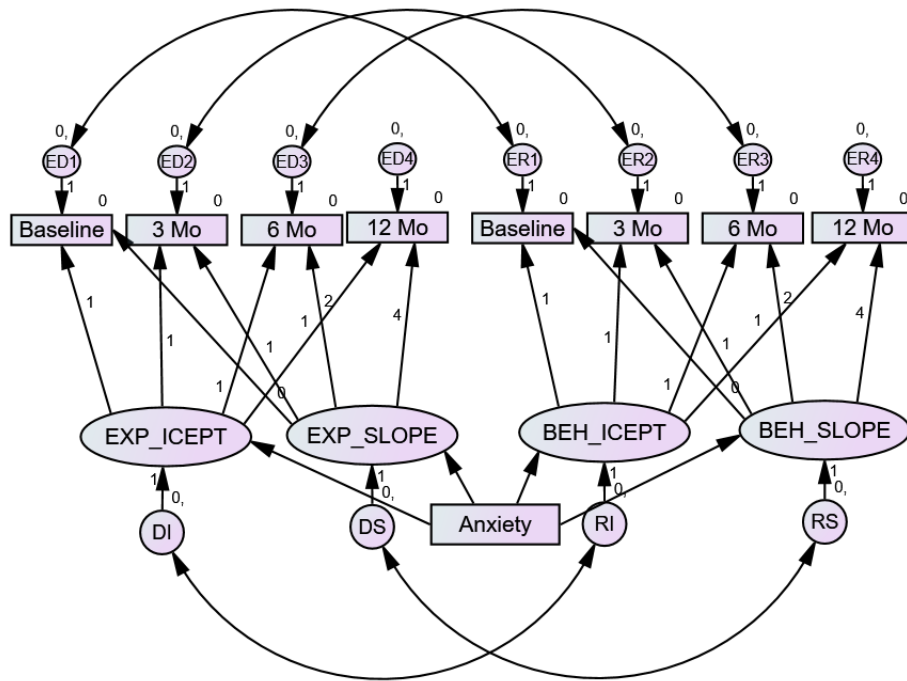 0, 0, 0, 0, 0, 0, 0, 0,
ED1 ED2 ED3 ED4 ER1 ER2 ER3 ER4
1 1 1 1 1 1 1 1
0 0 0 0 0 0 0 0
Baseline 3 Mo 6 Mo 12 Mo Baseline 3 Mo 6 Mo 12 Mo
1 1 1 1 2 1 0 4 1 1 1 1 2 1 0 4
EXP_ICEPT EXP_SLOPE BEH_ICEPT BEH_SLOPE
1 1 1 1
0, 0, 0, 0,
DI DS Anxiety RI RS